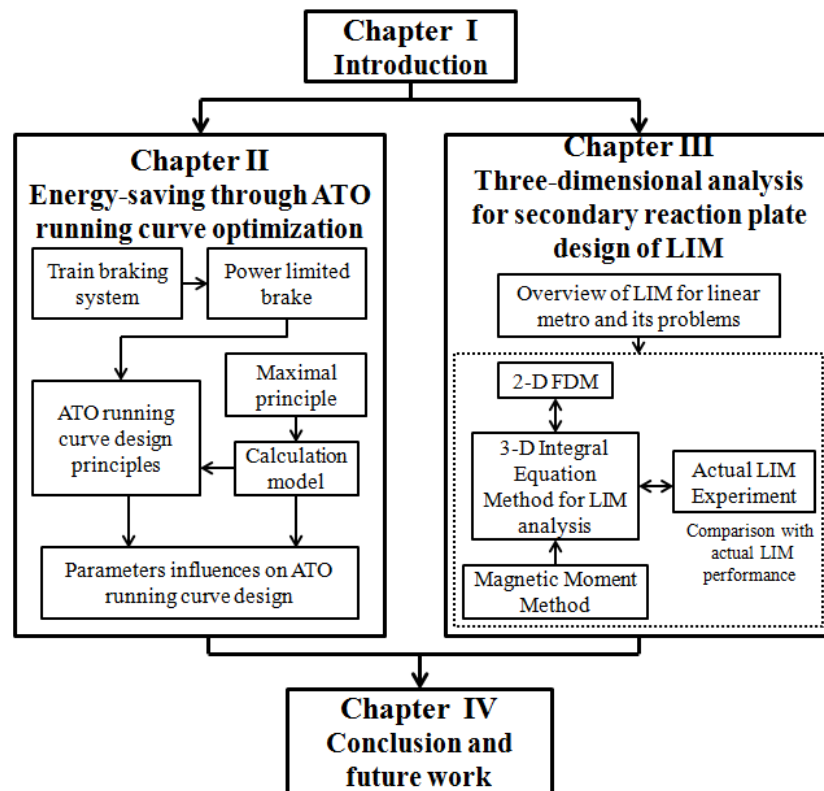 Chapter I
Introduction
Chapter II
Energy-saving through ATO
running curve optimization
Train braking
system
Power limited
brake
Maximal
principle
ATO running
curve design
principles
Calculation
model
Parameters influences on ATO
running curve design
Chapter III
Three-dimensional analysis
for secondary reaction plate
design of LIM
Overview of LIM for linear
metro and its problems
2-D FDM
3-D Integral
Equation
Method for LIM
analysis
Actual LIM
Experiment
Comparison with
actual LIM
performance
Magnetic Moment
Method
Chapter IV
Conclusion and
future work